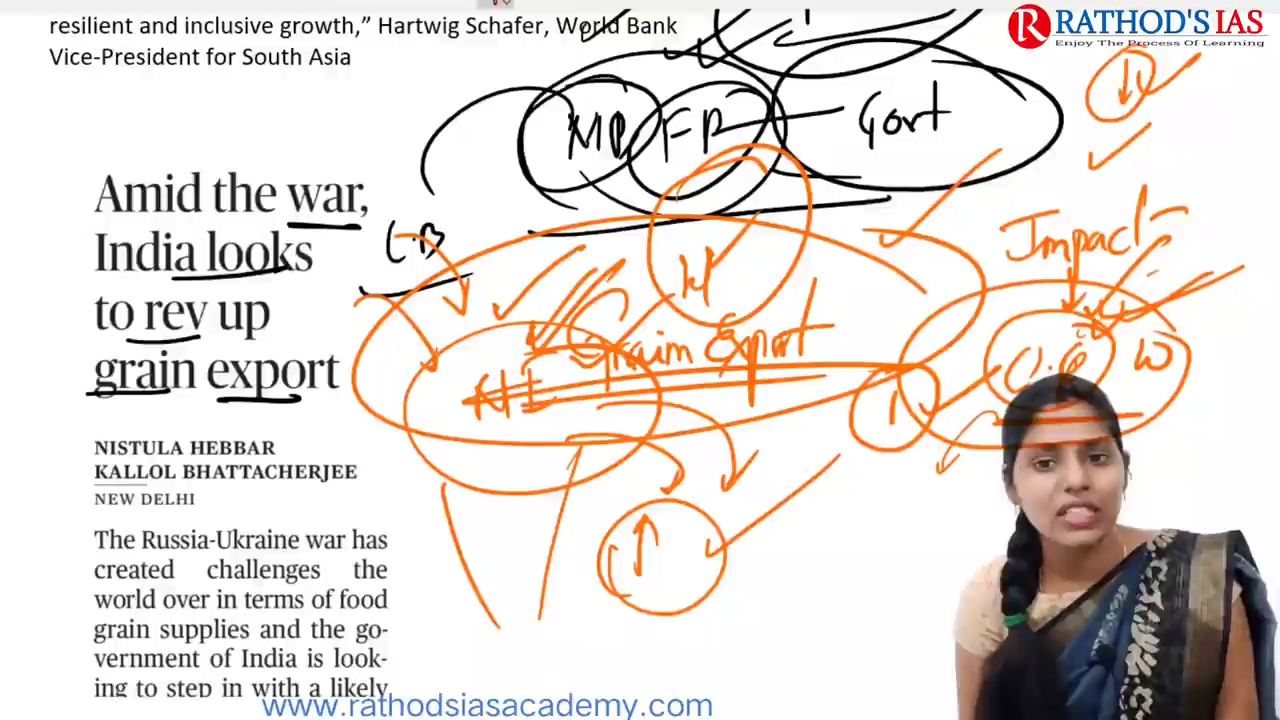 resilient and inclusive growth,” Hartwig Schafer, World Bank
Vice-President for South Asia
RATHOD'S IAS
Enjoy The Process Of Learning
MP FP Govt
Amid the war,
India looks
to rev up
grain export
Impact
Grain Export
NISTULA HEBBAR
KALLOL BHATTACHERJEE
NEW DELHI
The Russia-Ukraine war has
created challenges the
world over in terms of food
grain supplies and the go-
vernment of India is look-
ing to step in with a likely
www.rathodsiasacademy.com